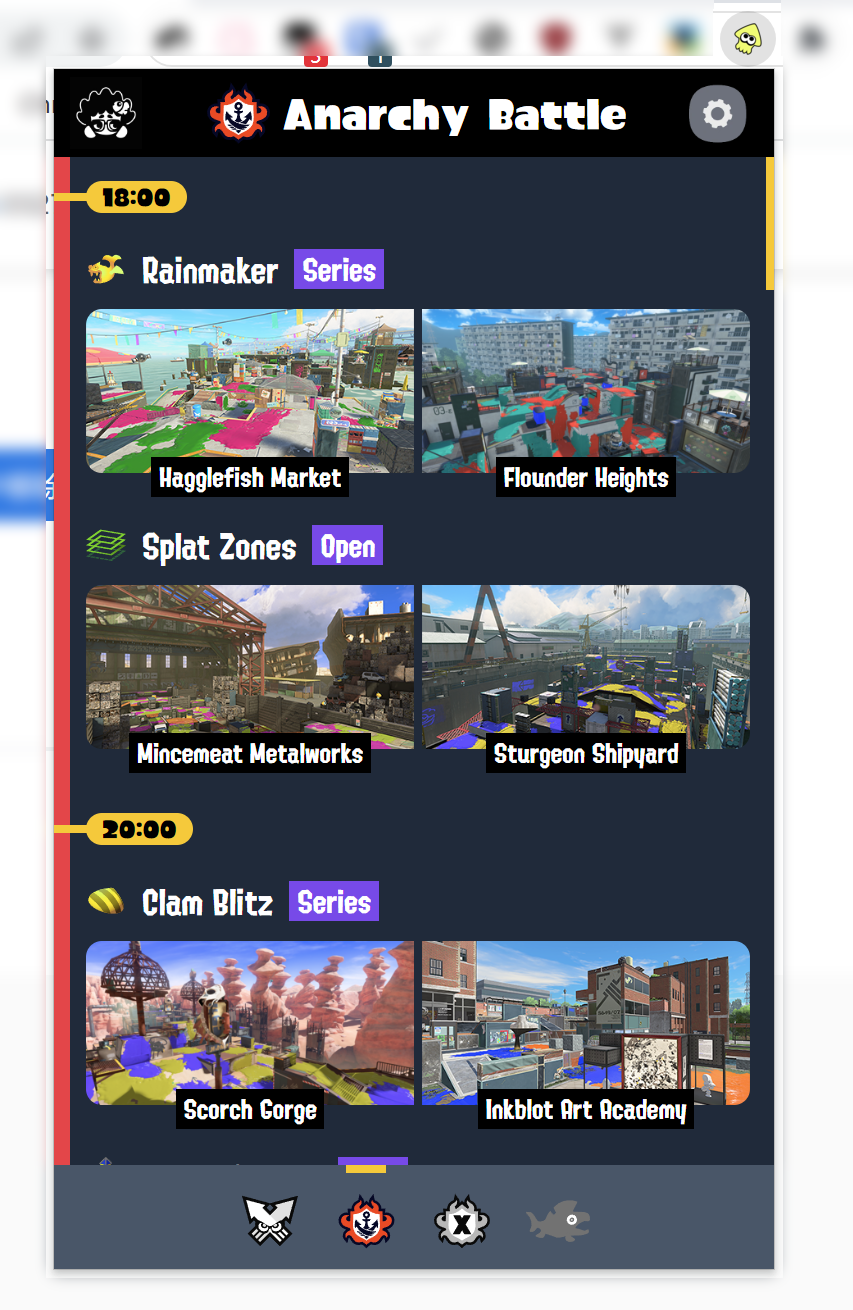 Anarchy Battle
18:00
Rainmaker Series
Hagglefish Market
Flounder Heights
Splat Zones Open
Mincemeat Metalworks
Sturgeon Shipyard
20:00
Clam Blitz Series
Scorch Gorge
Inkblot Art Academy
X